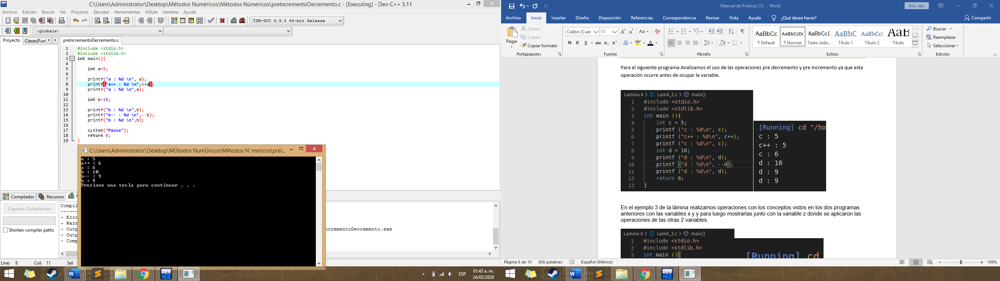 C:\Users\Administrator\Desktop\Métodos Numéricos\Mètodos Nùmericos\preIncrementoDecremento.c - [Executing] - Dev-C++ 5.11
Archivo Edición Buscar Ver Proyecto Ejecutar Herramientas AStyle Ventana Ayuda
TDM-GCC 4.9.2 64-bit Release
(globals)
Proyecto Clases(Fun
preIncrementoDecremento.c
1 #include <stdio.h>
2 #include <stdlib.h>
3 int main(){
4
5 int a=5;
6
7 printf("a : %d \n", a);
8 printf("a++ : %d \n",++a);
9 printf("a : %d \n",a);
10
11 int b=10;
12
13 printf("b : %d \n",b);
14 printf("b-- : %d \n",--b);
15 printf("b : %d \n",b);
16
17 system("Pause");
18 return 0;
19 }
C:\Users\Administrator\Desktop\MÚtodos NumÚricos\MÞtodos N¨mericos\preI...
a : 5
a++ : 6
a : 6
b : 10
b-- : 9
b : 9
Presione una tecla para continuar . . .
Compilador Recursos
Cancelar Compilación
Shorten compiler paths
Compil
-------
- Erro
- Warn
- Outp
- Outp
- Comp
ncrementoDecremento.exe
Line: 8 Col: 11 Sel:
ESP
01:43 a. m.
24/02/2020
Manual de Praticas (1) - Word
Inic. ses.
Archivo Inicio Insertar Diseño Disposición Referencias Correspondencia Revisar Vista Ayuda ¿Qué desea hacer? Compartir
Pegar
Cortar
Copiar
Copiar formato
Portapapeles
Calibri (Cuer 11
N K S abc x₂ x²
Fuente
Párrafo
AaBbCc AaBbCcDc AaBbCcD AaBbC AaBbCcI AaB
¶ Default ¶ Normal Texto inde... Título 1 Título 2 Título
Estilos
Buscar
Reemplazar
Seleccionar
Edición
Para el siguiente programa Analizamos el uso de las operaciones pre decremento y pre incremento ya que esta
operación ocurre antes de ocupar la variable.
Lamina 4 > C Lam4_2.c > main()
1 #include <stdio.h>
2 #include <stdlib.h>
3 int main (){
4 int c = 5;
5 printf ("c : %d\n", c);
6 printf ("c++ : %d\n", c++);
7 printf ("c : %d\n", c);
8 int d = 10;
9 printf ("d : %d\n", d);
10 printf ("d : %d\n", --d);
11 printf ("d : %d\n", d);
12 return 0;
13 }
[Running] cd "/ho
c : 5
c++ : 5
c : 6
d : 10
d : 9
d : 9
En el ejemplo 3 de la lámina realizamos operaciones con los conceptos vistos en los dos programas
anteriores con las variables x y y para luego mostrarlas junto con la variable z donde se aplicaron las
operaciones de las otras 2 variables.
Lamina 4 > C Lam4_3.c > main()
1 #include <stdio.h>
2 #include <stdlib.h>
3 int main (){
[Running] cd
Página 6 de 10 656 palabras Español (México) 100%
ESP
01:43 a. m.
24/02/2020